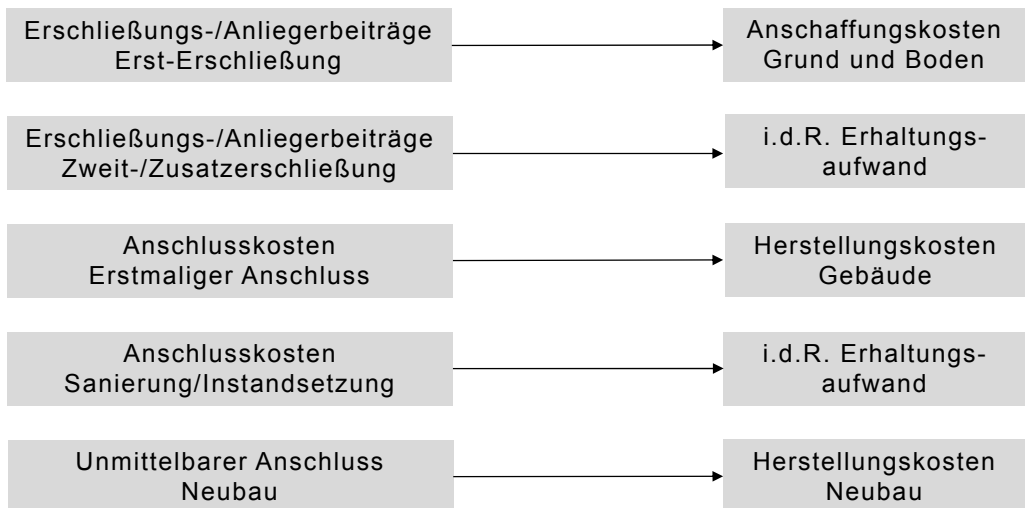 Erschließungs-/Anliegerbeiträge
Erst-Erschließung
Anschaffungskosten
Grund und Boden
Erschließungs-/Anliegerbeiträge
Zweit-/Zusatzerschließung
i.d.R. Erhaltungs-
aufwand
Anschlusskosten
Erstmaliger Anschluss
Herstellungskosten
Gebäude
Anschlusskosten
Sanierung/Instandsetzung
i.d.R. Erhaltungs-
aufwand
Unmittelbarer Anschluss
Neubau
Herstellungskosten
Neubau